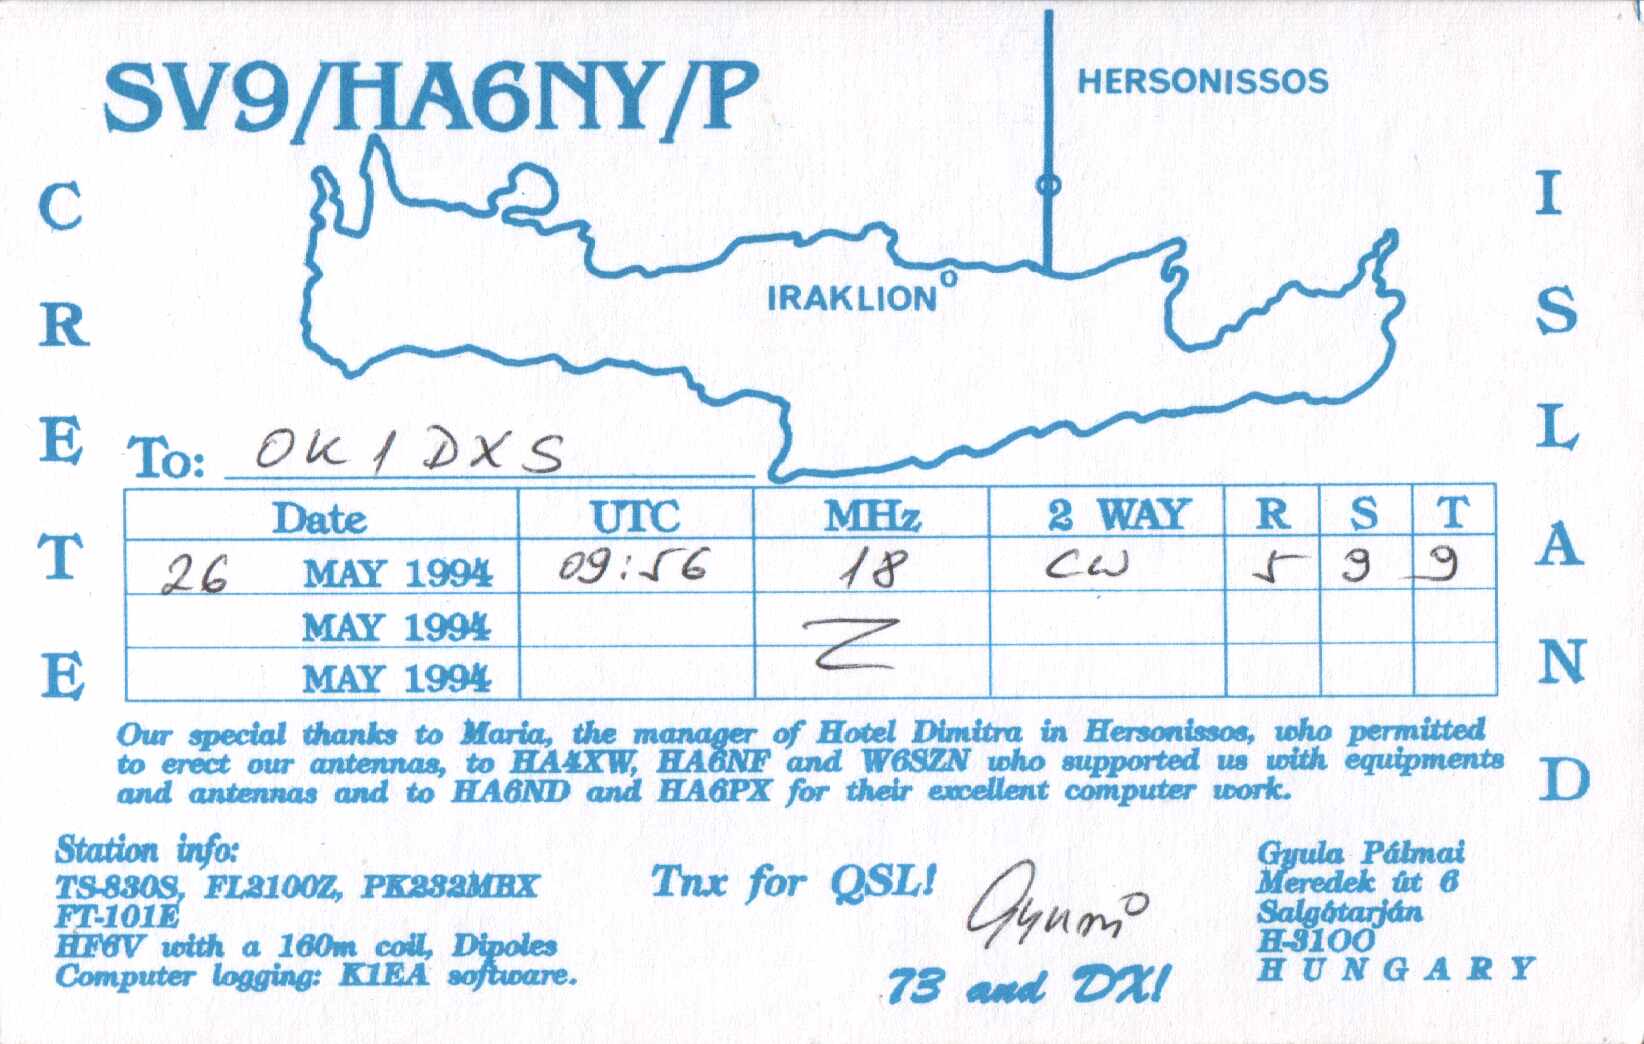 SV9/HA6NY/P
HERSONISSOS
CRETE
ISLAND
IRAKLION
To: OK1DXS
Date UTC MHz 2 WAY R S T
26 MAY 1994 09:56 18 CW 5 9 9
MAY 1994
MAY 1994
Our special thanks to Maria, the manager of Hotel Dimitra in Hersonissos, who permitted
to erect our antennas, to HA4XW, HA6NF and W6SZN who supported us with equipments
and antennas and to HA6ND and HA6PX for their excellent computer work.
Station info:
TS-830S, FL2100Z, PK232MBX
FT-101E
HF6V with a 160m coil, Dipoles
Computer logging: K1EA software.
Tnx for QSL!
73 and DX!
Gyula Pálmai
Meredek út 6
Salgótarján
H-3100
HUNGARY